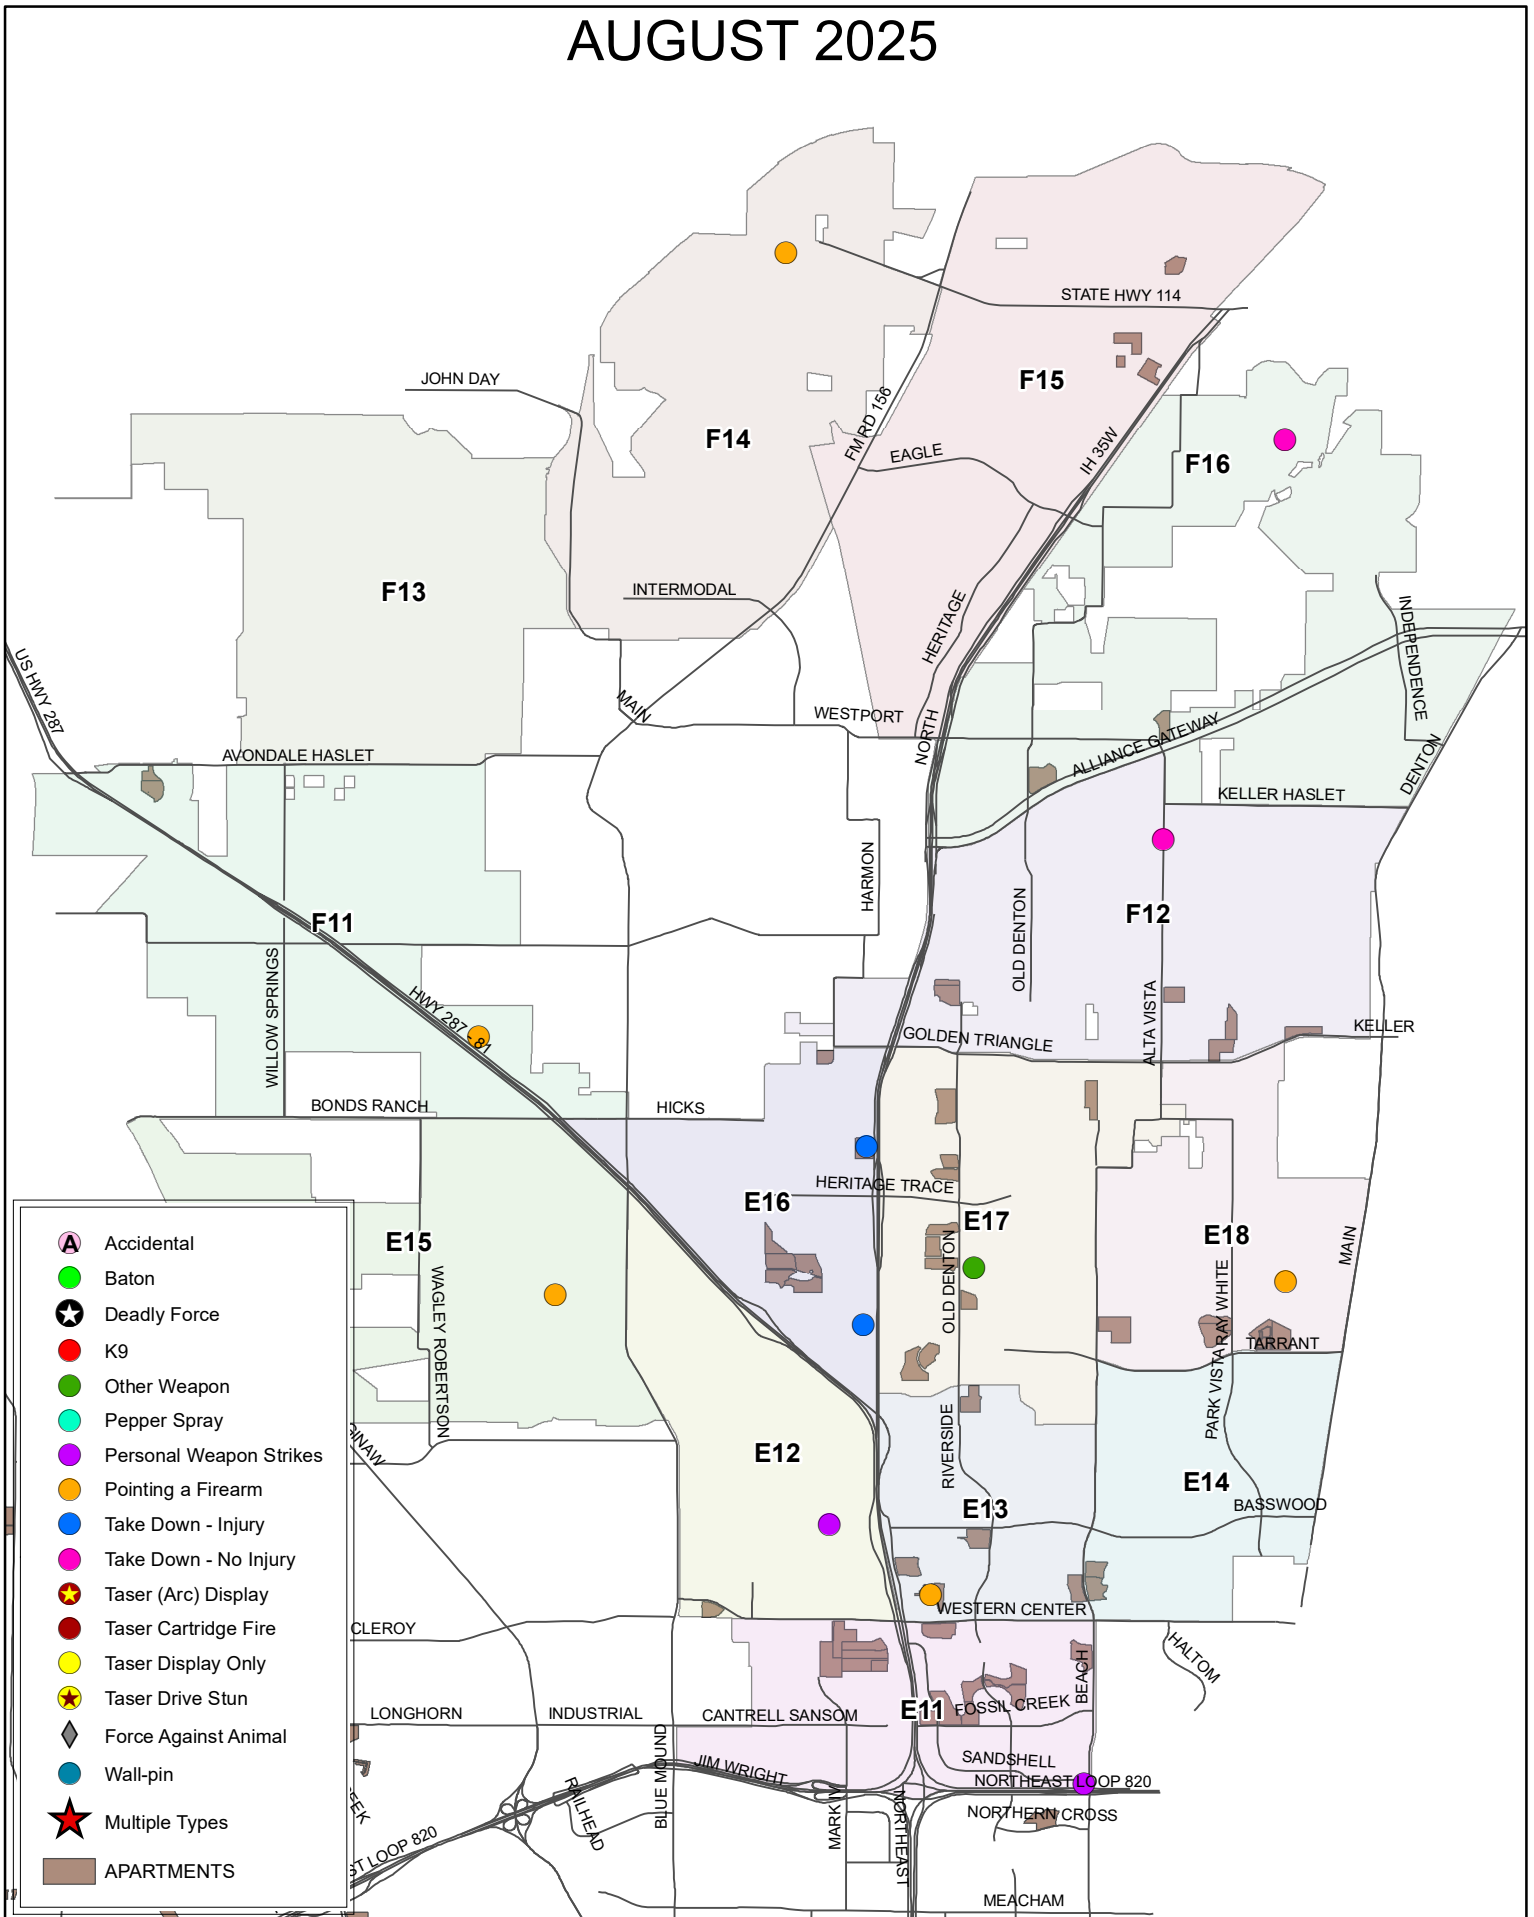 AUGUST 2025
STATE HWY 114
JOHN DAY
F15
FM RD 156
F14
EAGLE
IH 35W
F16
F13
INTERMODAL
HERITAGE
INDEPENDENCE
US HWY 287
MAIN
WESTPORT
NORTH
ALLIANCE GATEWAY
DENTON
AVONDALE HASLET
KELLER HASLET
HARMON
OLD DENTON
F12
F11
WILLOW SPRINGS
HWY 287 - 81
ALTA VISTA
GOLDEN TRIANGLE
KELLER
BONDS RANCH
HICKS
HERITAGE TRACE
E16
E17
E15
E18
MAIN
OLD DENTON
WAGLEY ROBERTSON
PARK VISTA
RAY WHITE
TARRANT
RIVERSIDE
GINAW
E12
E14
E13
BASSWOOD
WESTERN CENTER
CLEROY
HALTOM
BEACH
LONGHORN
INDUSTRIAL
CANTRELL SANSOM
E11
FOSSIL CREEK
BLUE MOUND
JIM WRIGHT
SANDSHELL
NORTHEAST LOOP 820
RAILHEAD
MARK IV
NORTHEAST
NORTHERN CROSS
EEK
ST LOOP 820
MEACHAM
A Accidental
Baton
Deadly Force
K9
Other Weapon
Pepper Spray
Personal Weapon Strikes
Pointing a Firearm
Take Down - Injury
Take Down - No Injury
Taser (Arc) Display
Taser Cartridge Fire
Taser Display Only
Taser Drive Stun
Force Against Animal
Wall-pin
Multiple Types
APARTMENTS